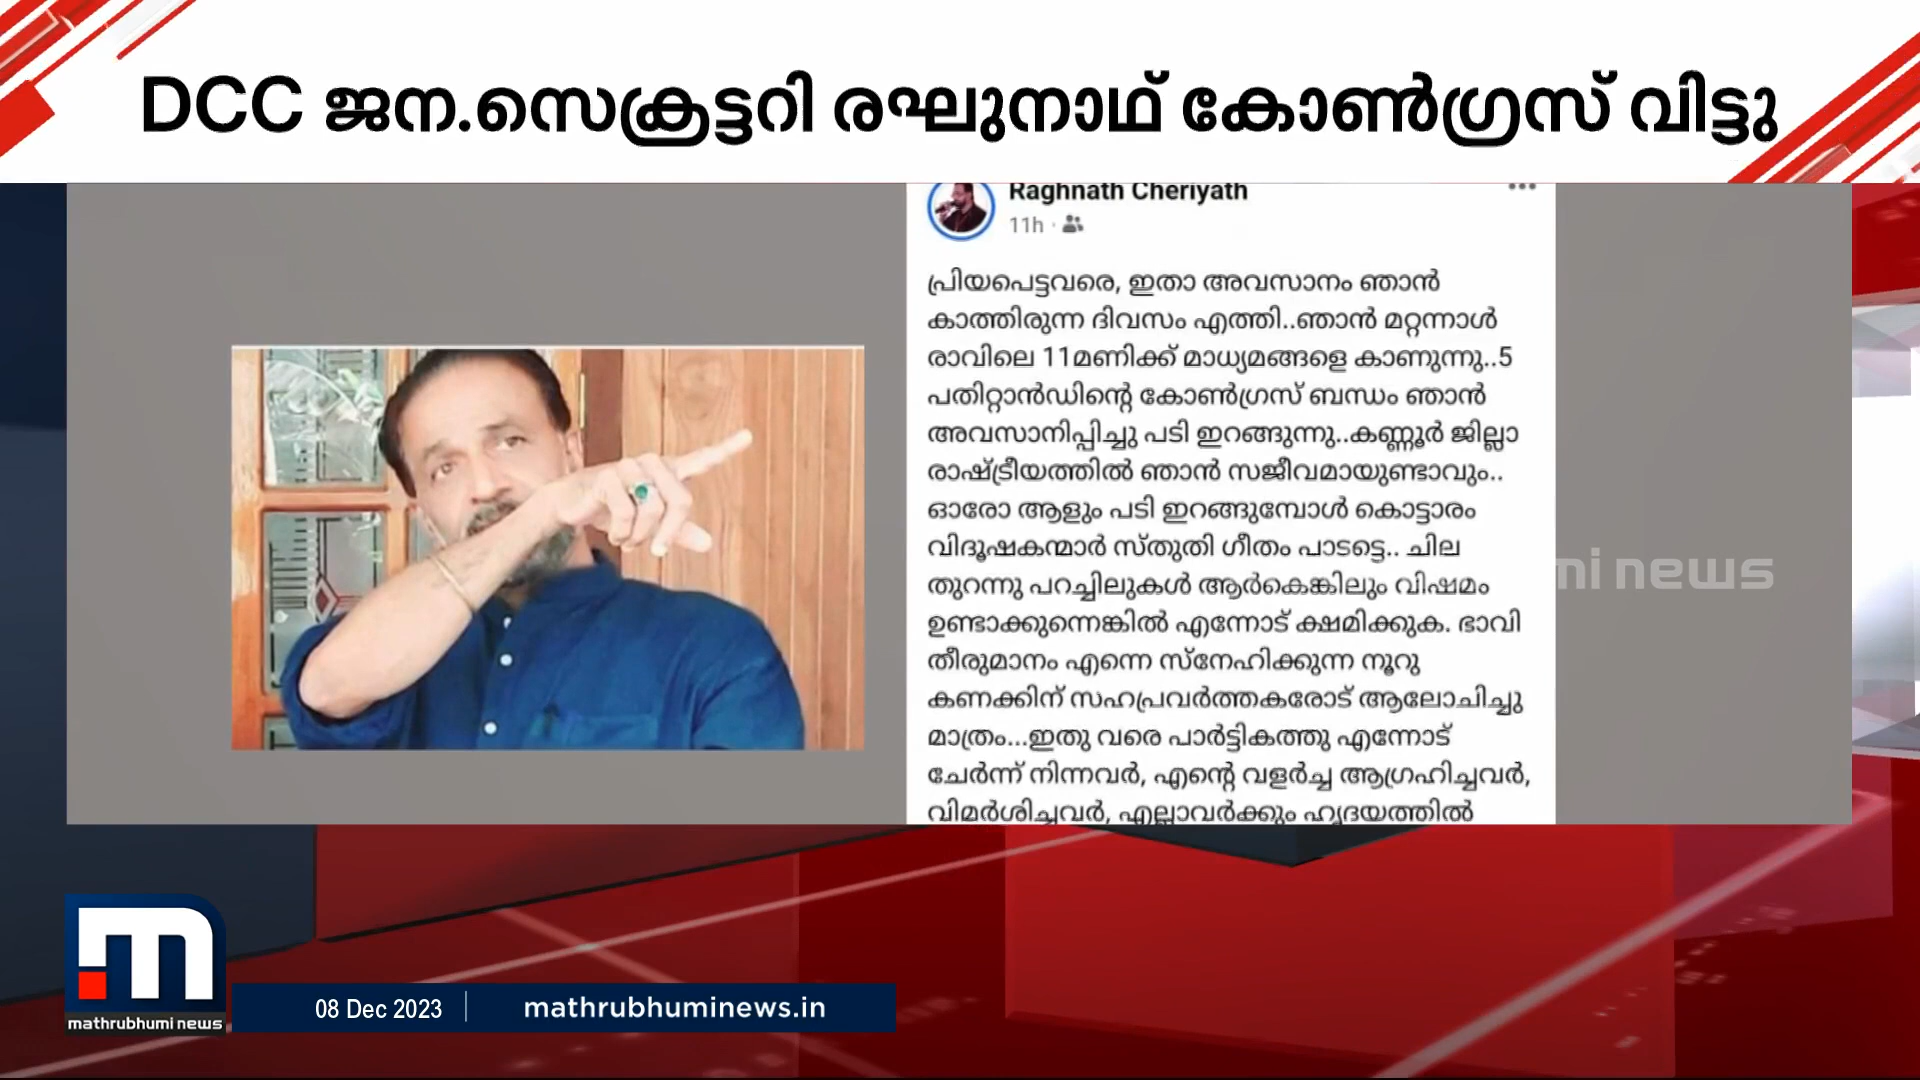 DCC ജന.സെക്രട്ടറി രഘുനാഥ് കോൺഗ്രസ് വിട്ടു
Raghnath Cheriyath
11h
പ്രിയപെട്ടവരെ, ഇതാ അവസാനം ഞാൻ
കാത്തിരുന്ന ദിവസം എത്തി..ഞാൻ മറ്റന്നാൾ
രാവിലെ 11മണിക്ക് മാധ്യമങ്ങളെ കാണുന്നു..5
പതിറ്റാൻഡിന്റെ കോൺഗ്രസ് ബന്ധം ഞാൻ
അവസാനിപ്പിച്ചു പടി ഇറങ്ങുന്നു..കണ്ണൂർ ജില്ലാ
രാഷ്ട്രീയത്തിൽ ഞാൻ സജീവമായുണ്ടാവും..
ഓരോ ആളും പടി ഇറങ്ങുമ്പോൾ കൊട്ടാരം
വിദൂഷകന്മാർ സ്തുതി ഗീതം പാടട്ടെ.. ചില
തുറന്നു പറച്ചിലുകൾ ആർകെങ്കിലും വിഷമം
ഉണ്ടാക്കുന്നെങ്കിൽ എന്നോട് ക്ഷമിക്കുക. ഭാവി
തീരുമാനം എന്നെ സ്നേഹിക്കുന്ന നൂറു
കണക്കിന് സഹപ്രവർത്തകരോട് ആലോചിച്ചു
മാത്രം...ഇതു വരെ പാർട്ടികത്തു എന്നോട്
ചേർന്ന് നിന്നവർ, എന്റെ വളർച്ച ആഗ്രഹിച്ചവർ,
വിമർശിച്ചവർ, എല്ലാവർക്കും ഹൃദയത്തിൽ
news
mathrubhumi news
08 Dec 2023
mathrubhuminews.in